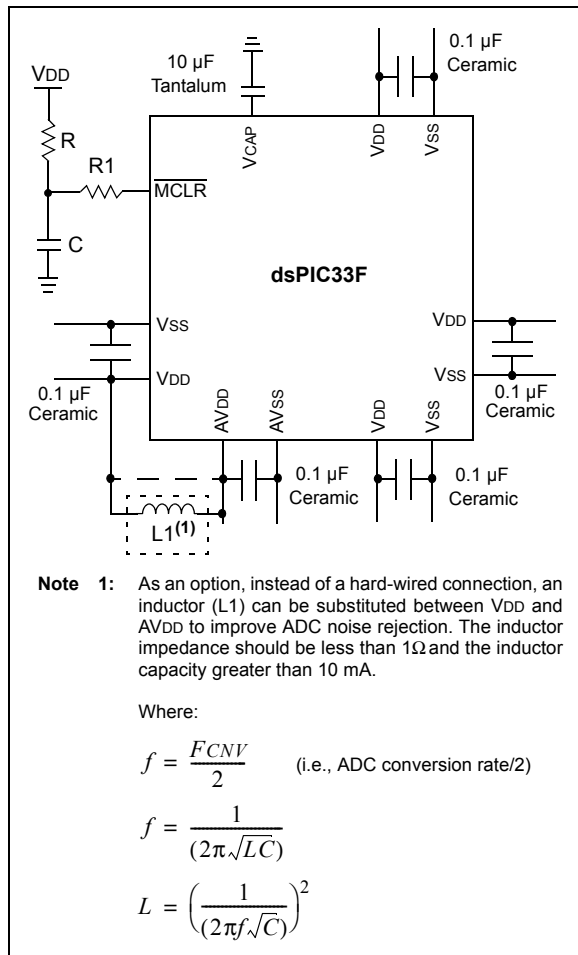 10 µF
Tantalum
0.1 µF
Ceramic
VDD
R
R1
C
VCAP
VDD
VSS
MCLR
dsPIC33F
VSS
VDD
VDD
VSS
0.1 µF
Ceramic
0.1 µF
Ceramic
AVDD
AVSS
VDD
VSS
0.1 µF
Ceramic
0.1 µF
Ceramic
L1(1)
Note 1: As an option, instead of a hard-wired connection, an
inductor (L1) can be substituted between VDD and
AVDD to improve ADC noise rejection. The inductor
impedance should be less than 1Ω and the inductor
capacity greater than 10 mA.
Where:
f = FCNV/2 (i.e., ADC conversion rate/2)
f = 1/(2π√LC)
L = (1/(2πf√C))²